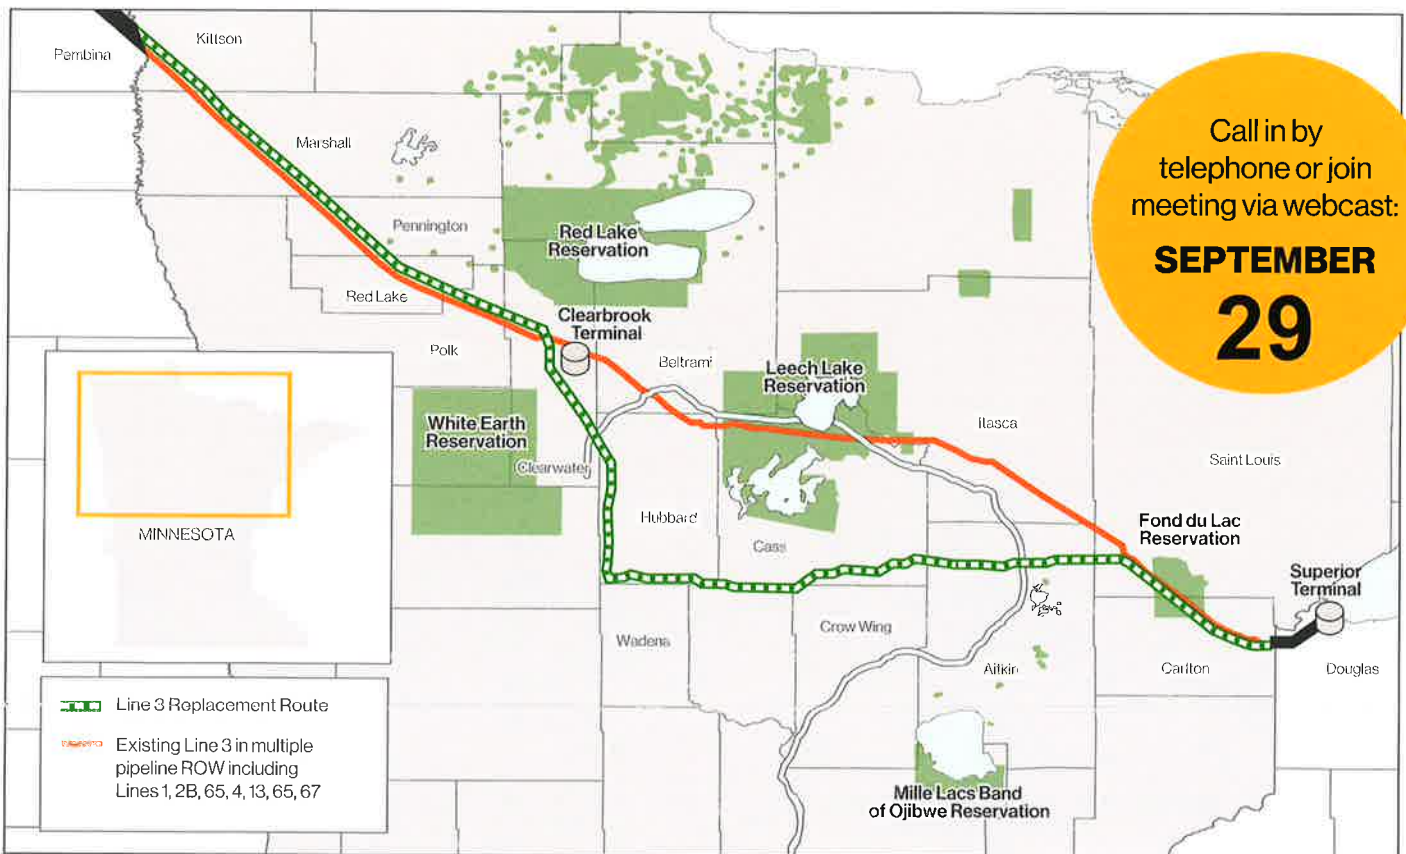 Pembina
Kittson
Marshall
Pennington
Red Lake
Polk
Red Lake
Reservation
Clearbrook
Terminal
Beltrami
Leech Lake
Reservation
White Earth
Reservation
Clearwater
Itasca
Saint Louis
Hubbard
Cass
Fond du Lac
Reservation
Superior
Terminal
Wadena
Crow Wing
Aitkin
Carlton
Douglas
Mille Lacs Band
of Ojibwe Reservation
Call in by
telephone or join
meeting via webcast:
SEPTEMBER
29
MINNESOTA
Line 3 Replacement Route
Existing Line 3 in multiple
pipeline ROW including
Lines 1, 2B, 65, 4, 13, 65, 67